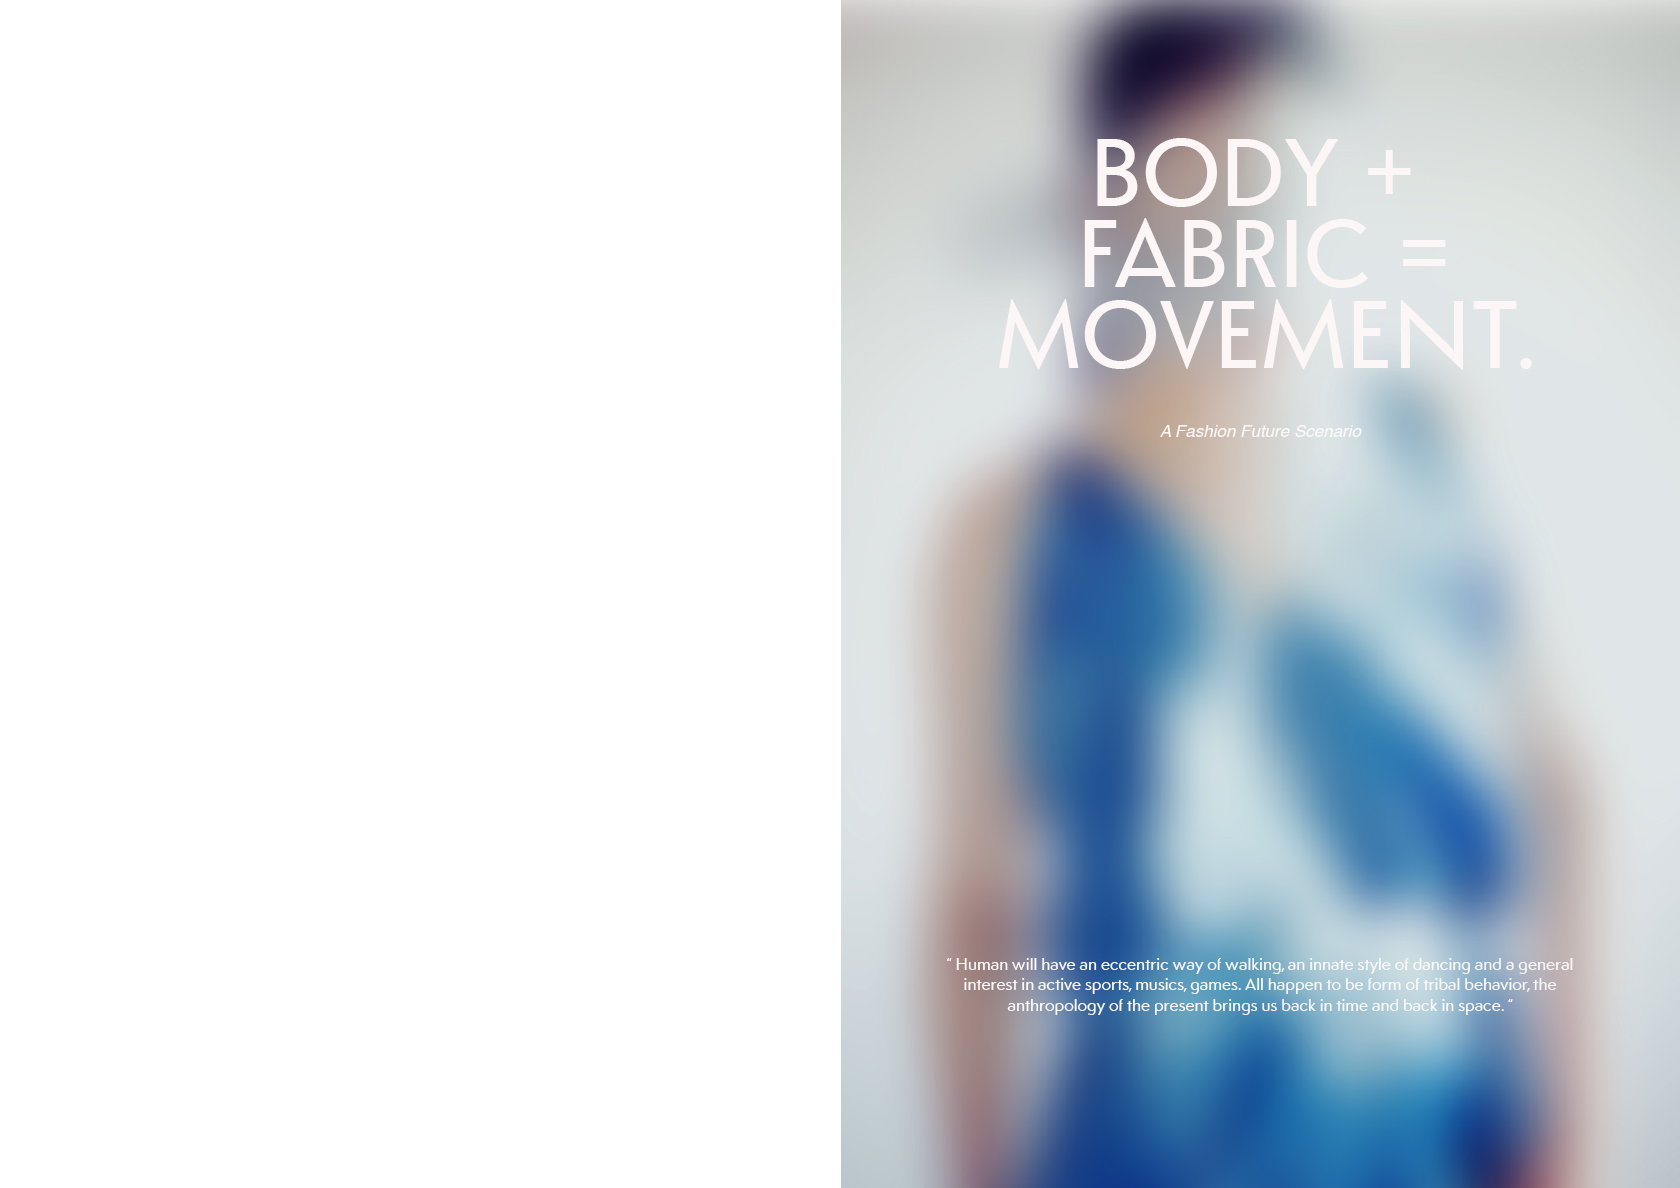 BODY +
FABRIC =
MOVEMENT.
A Fashion Future Scenario
“ Human will have an eccentric way of walking, an innate style of dancing and a general
interest in active sports, musics, games. All happen to be form of tribal behavior, the
anthropology of the present brings us back in time and back in space. “